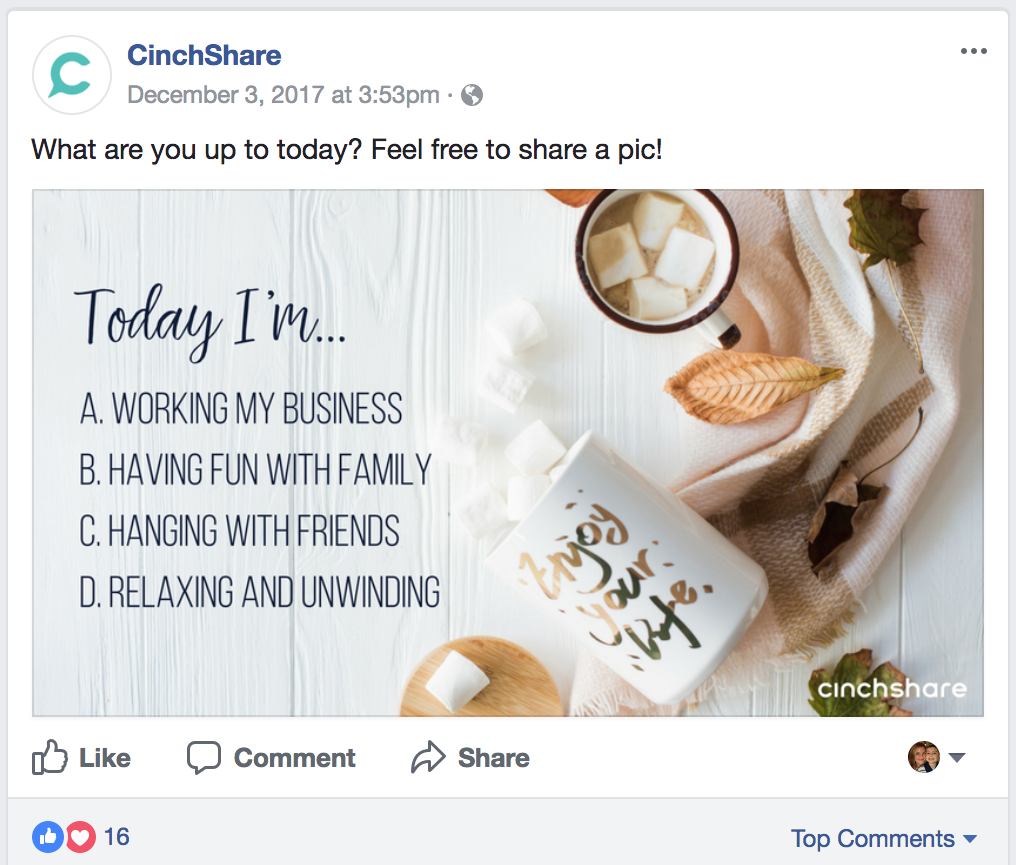 CinchShare
December 3, 2017 at 3:53pm ·
What are you up to today? Feel free to share a pic!
Today I'm...
A. WORKING MY BUSINESS
B. HAVING FUN WITH FAMILY
C. HANGING WITH FRIENDS
D. RELAXING AND UNWINDING
Enjoy
your
life
cinchshare
Like Comment Share
16 Top Comments